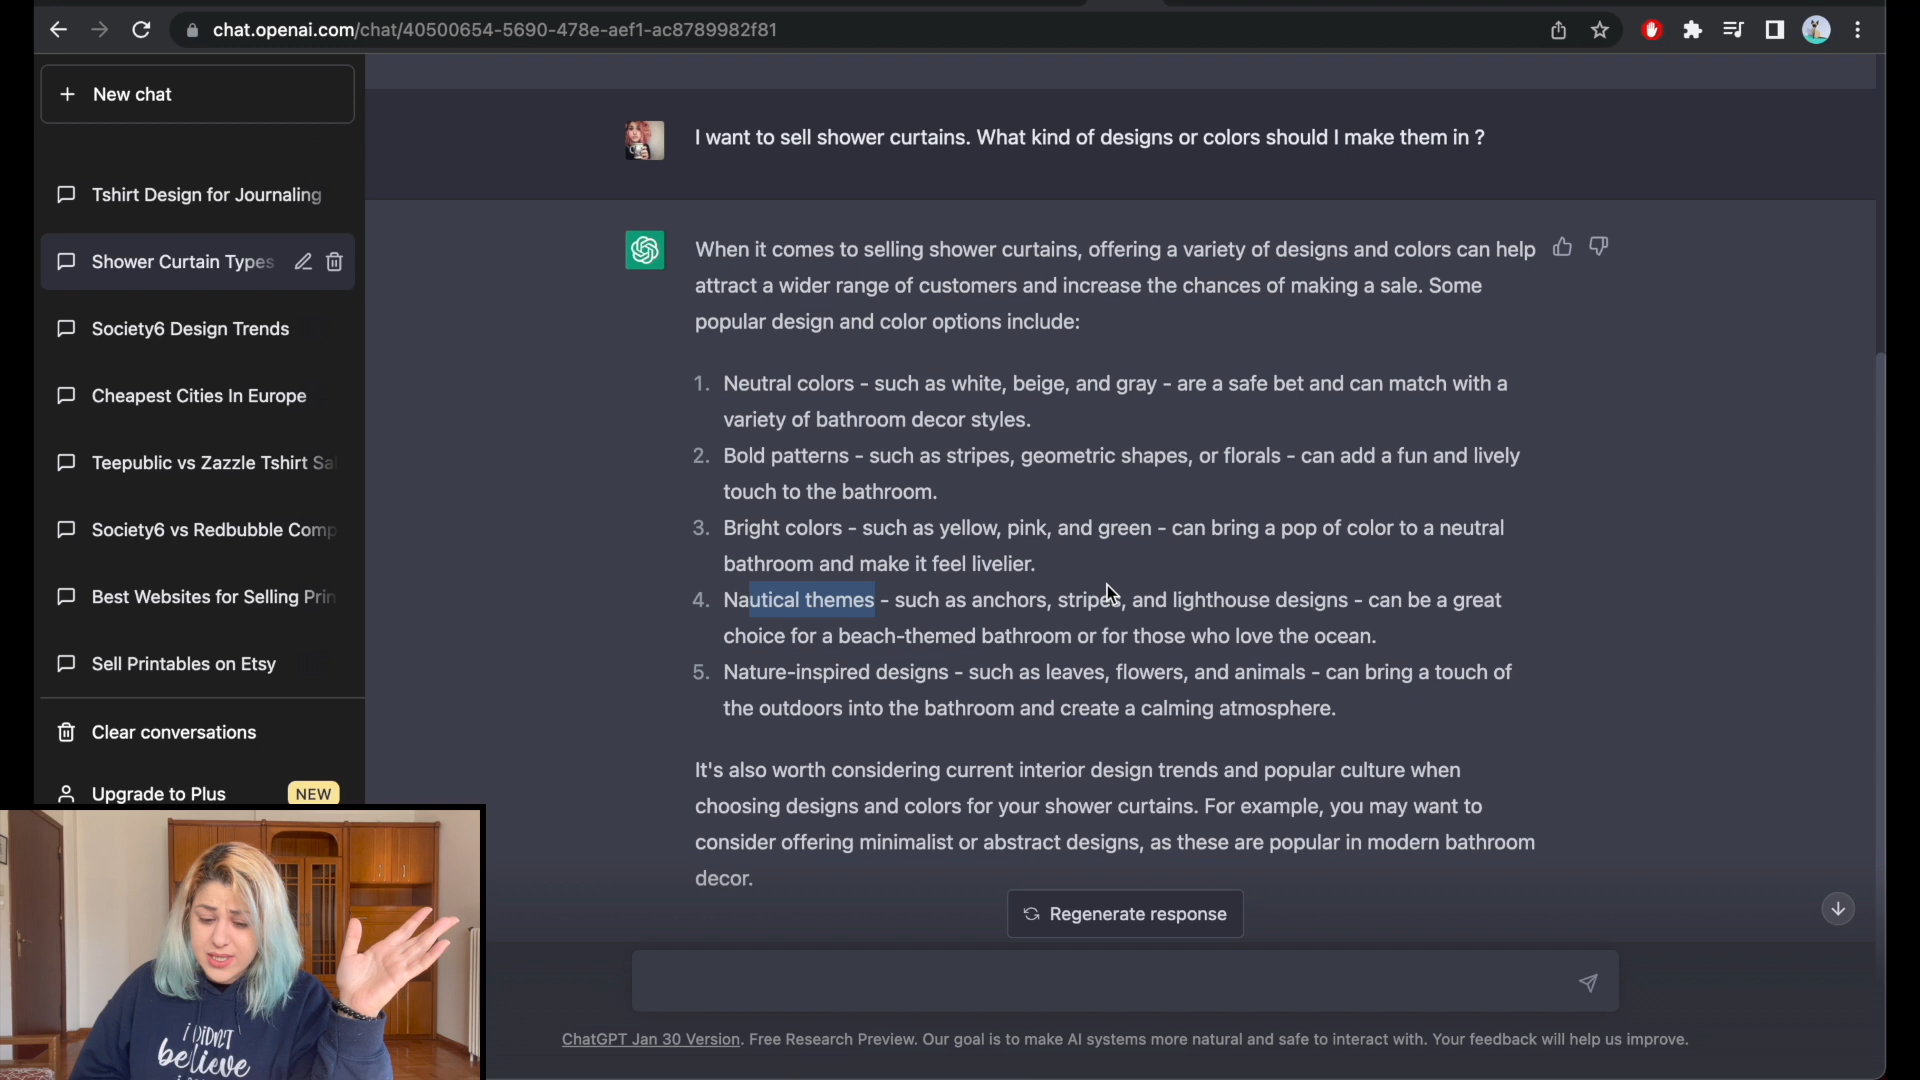 chat.openai.com/chat/40500654-5690-478e-aef1-ac8789982f81
+ New chat
Tshirt Design for Journaling
Shower Curtain Types
Society6 Design Trends
Cheapest Cities In Europe
Teepublic vs Zazzle Tshirt Sa
Society6 vs Redbubble Comp
Best Websites for Selling Prin
Sell Printables on Etsy
Clear conversations
Upgrade to Plus NEW
I want to sell shower curtains. What kind of designs or colors should I make them in ?
When it comes to selling shower curtains, offering a variety of designs and colors can help
attract a wider range of customers and increase the chances of making a sale. Some
popular design and color options include:
1. Neutral colors - such as white, beige, and gray - are a safe bet and can match with a
variety of bathroom decor styles.
2. Bold patterns - such as stripes, geometric shapes, or florals - can add a fun and lively
touch to the bathroom.
3. Bright colors - such as yellow, pink, and green - can bring a pop of color to a neutral
bathroom and make it feel livelier.
4. Nautical themes - such as anchors, stripes, and lighthouse designs - can be a great
choice for a beach-themed bathroom or for those who love the ocean.
5. Nature-inspired designs - such as leaves, flowers, and animals - can bring a touch of
the outdoors into the bathroom and create a calming atmosphere.
It's also worth considering current interior design trends and popular culture when
choosing designs and colors for your shower curtains. For example, you may want to
consider offering minimalist or abstract designs, as these are popular in modern bathroom
decor.
Regenerate response
ChatGPT Jan 30 Version. Free Research Preview. Our goal is to make AI systems more natural and safe to interact with. Your feedback will help us improve.
i DiDN'T
believe